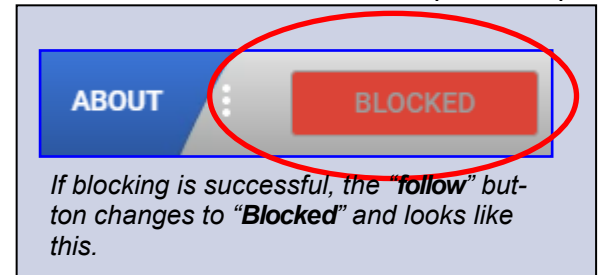 ABOUT
BLOCKED
If blocking is successful, the “follow” but-
ton changes to “Blocked” and looks like
this.